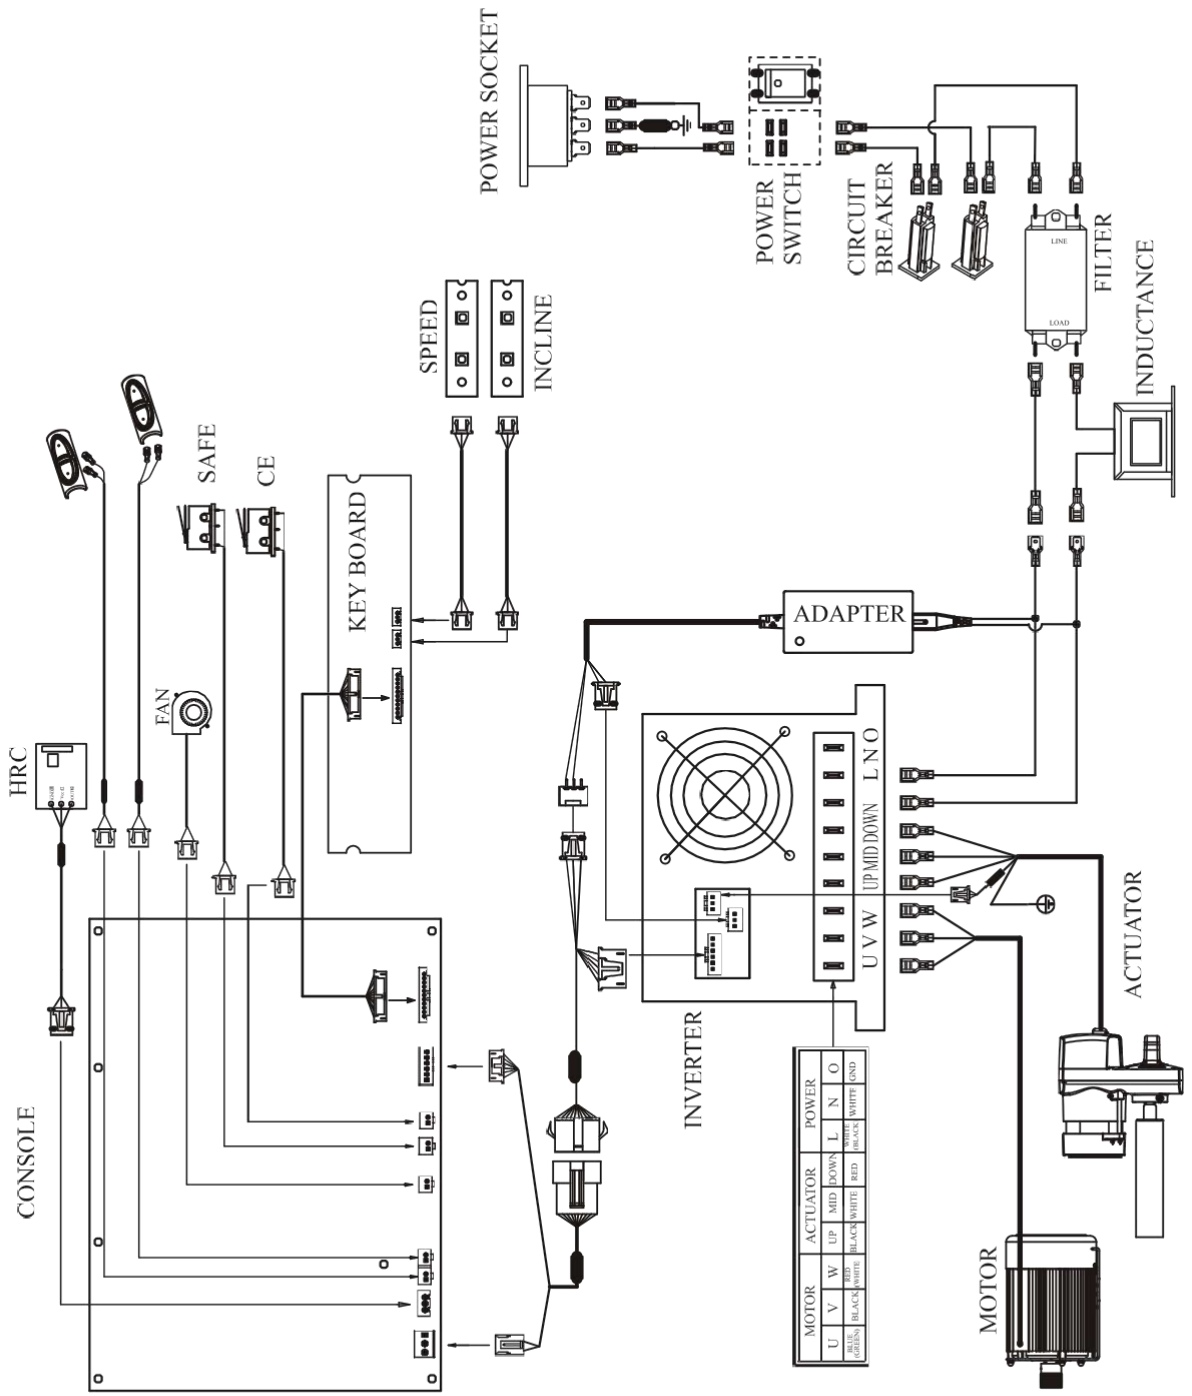 POWER SOCKET
POWER
SWITCH
CIRCUIT
BREAKER
LINE
LOAD
FILTER
INDUCTANCE
SPEED
INCLINE
SAFE
CE
KEY BOARD
HRC
FAN
ADAPTER
CONSOLE
INVERTER
U V W UP MID DOWN L N O
ACTUATOR
MOTOR
MOTOR ACTUATOR POWER
U V W UP MID DOWN L N O
BLUE
(GREEN) BLACK RED
(WHITE) BLACK WHITE RED WHITE
(BLACK) WHITE GND